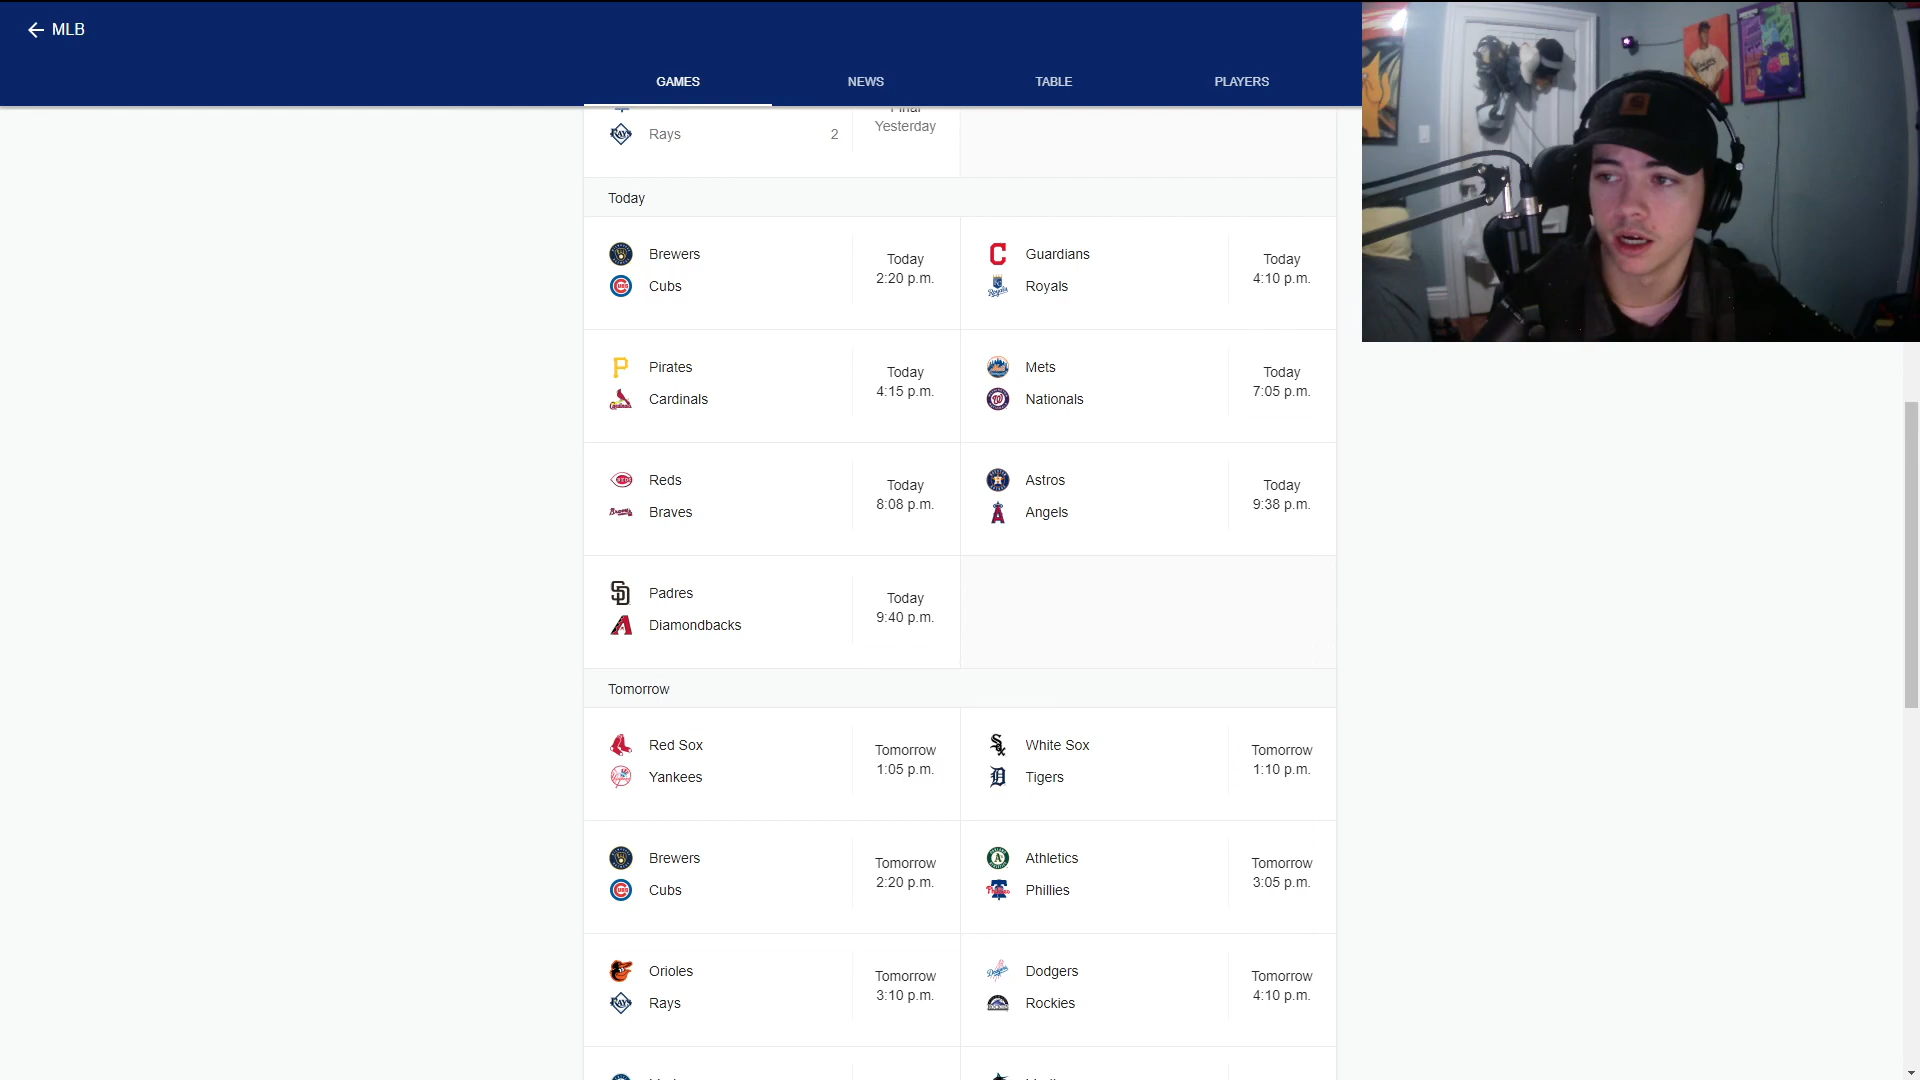 MLB
GAMES
NEWS
TABLE
PLAYERS
Final
Rays 2
Yesterday
Today
Brewers
Cubs
Today
2:20 p.m.
Guardians
Royals
Today
4:10 p.m.
Pirates
Cardinals
Today
4:15 p.m.
Mets
Nationals
Today
7:05 p.m.
Reds
Braves
Today
8:08 p.m.
Astros
Angels
Today
9:38 p.m.
Padres
Diamondbacks
Today
9:40 p.m.
Tomorrow
Red Sox
Yankees
Tomorrow
1:05 p.m.
White Sox
Tigers
Tomorrow
1:10 p.m.
Brewers
Cubs
Tomorrow
2:20 p.m.
Athletics
Phillies
Tomorrow
3:05 p.m.
Orioles
Rays
Tomorrow
3:10 p.m.
Dodgers
Rockies
Tomorrow
4:10 p.m.